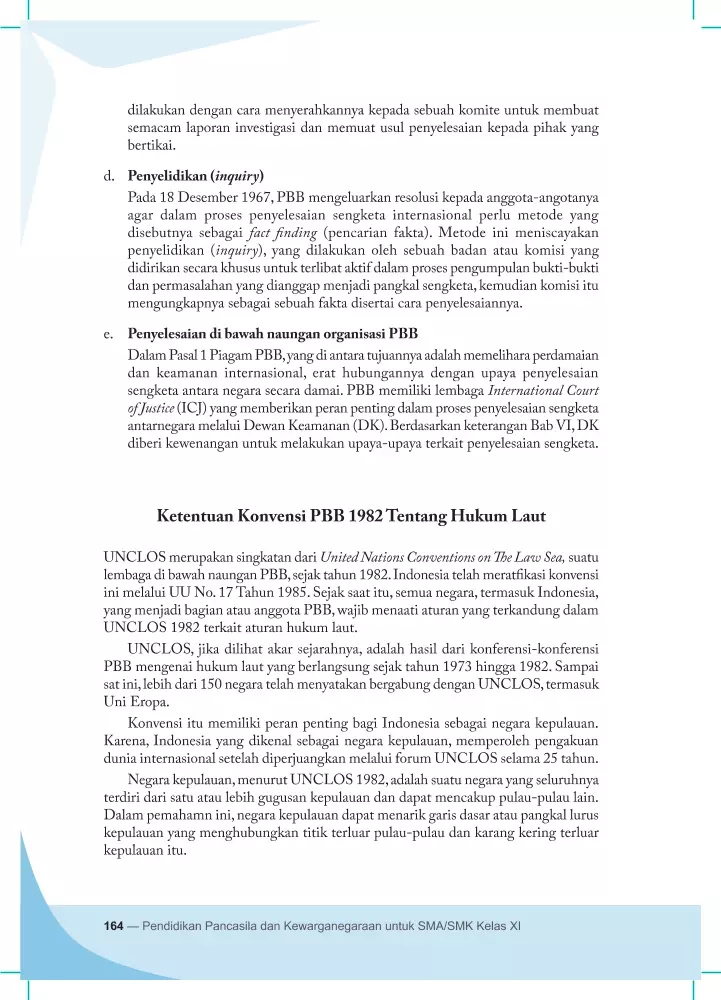 dilakukan dengan cara menyerahkannya kepada sebuah komite untuk membuat
semacam laporan investigasi dan memuat usul penyelesaian kepada pihak yang
bertikai.
d. Penyelidikan (inquiry)
Pada 18 Desember 1967, PBB mengeluarkan resolusi kepada anggota-angotanya
agar dalam proses penyelesaian sengketa internasional perlu metode yang
disebutnya sebagai fact finding (pencarian fakta). Metode ini meniscayakan
penyelidikan (inquiry), yang dilakukan oleh sebuah badan atau komisi yang
didirikan secara khusus untuk terlibat aktif dalam proses pengumpulan bukti-bukti
dan permasalahan yang dianggap menjadi pangkal sengketa, kemudian komisi itu
mengungkapnya sebagai sebuah fakta disertai cara penyelesaiannya.
e. Penyelesaian di bawah naungan organisasi PBB
Dalam Pasal 1 Piagam PBB, yang di antara tujuannya adalah memelihara perdamaian
dan keamanan internasional, erat hubungannya dengan upaya penyelesaian
sengketa antara negara secara damai. PBB memiliki lembaga International Court
of Justice (ICJ) yang memberikan peran penting dalam proses penyelesaian sengketa
antarnegara melalui Dewan Keamanan (DK). Berdasarkan keterangan Bab VI, DK
diberi kewenangan untuk melakukan upaya-upaya terkait penyelesaian sengketa.
Ketentuan Konvensi PBB 1982 Tentang Hukum Laut
UNCLOS merupakan singkatan dari United Nations Conventions on The Law Sea, suatu
lembaga di bawah naungan PBB, sejak tahun 1982. Indonesia telah meratfikasi konvensi
ini melalui UU No. 17 Tahun 1985. Sejak saat itu, semua negara, termasuk Indonesia,
yang menjadi bagian atau anggota PBB, wajib menaati aturan yang terkandung dalam
UNCLOS 1982 terkait aturan hukum laut.
UNCLOS, jika dilihat akar sejarahnya, adalah hasil dari konferensi-konferensi
PBB mengenai hukum laut yang berlangsung sejak tahun 1973 hingga 1982. Sampai
sat ini, lebih dari 150 negara telah menyatakan bergabung dengan UNCLOS, termasuk
Uni Eropa.
Konvensi itu memiliki peran penting bagi Indonesia sebagai negara kepulauan.
Karena, Indonesia yang dikenal sebagai negara kepulauan, memperoleh pengakuan
dunia internasional setelah diperjuangkan melalui forum UNCLOS selama 25 tahun.
Negara kepulauan, menurut UNCLOS 1982, adalah suatu negara yang seluruhnya
terdiri dari satu atau lebih gugusan kepulauan dan dapat mencakup pulau-pulau lain.
Dalam pemahamn ini, negara kepulauan dapat menarik garis dasar atau pangkal lurus
kepulauan yang menghubungkan titik terluar pulau-pulau dan karang kering terluar
kepulauan itu.
164 — Pendidikan Pancasila dan Kewarganegaraan untuk SMA/SMK Kelas XI